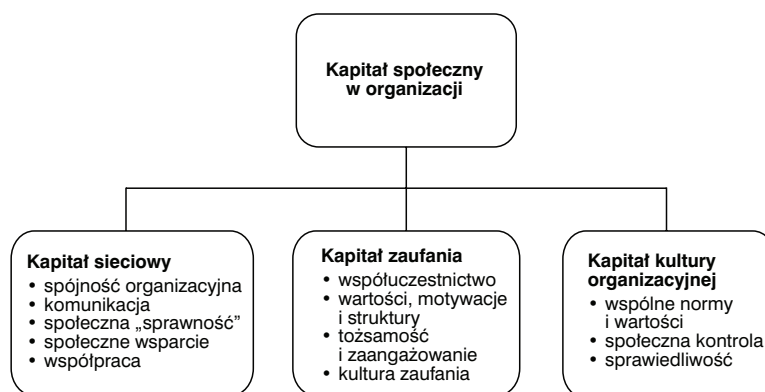 Kapitał społeczny
w organizacji
Kapitał sieciowy
• spójność organizacyjna
• komunikacja
• społeczna „sprawność”
• społeczne wsparcie
• współpraca
Kapitał zaufania
• współuczestnictwo
• wartości, motywacje
i struktury
• tożsamość
i zaangażowanie
• kultura zaufania
Kapitał kultury
organizacyjnej
• wspólne normy
i wartości
• społeczna kontrola
• sprawiedliwość